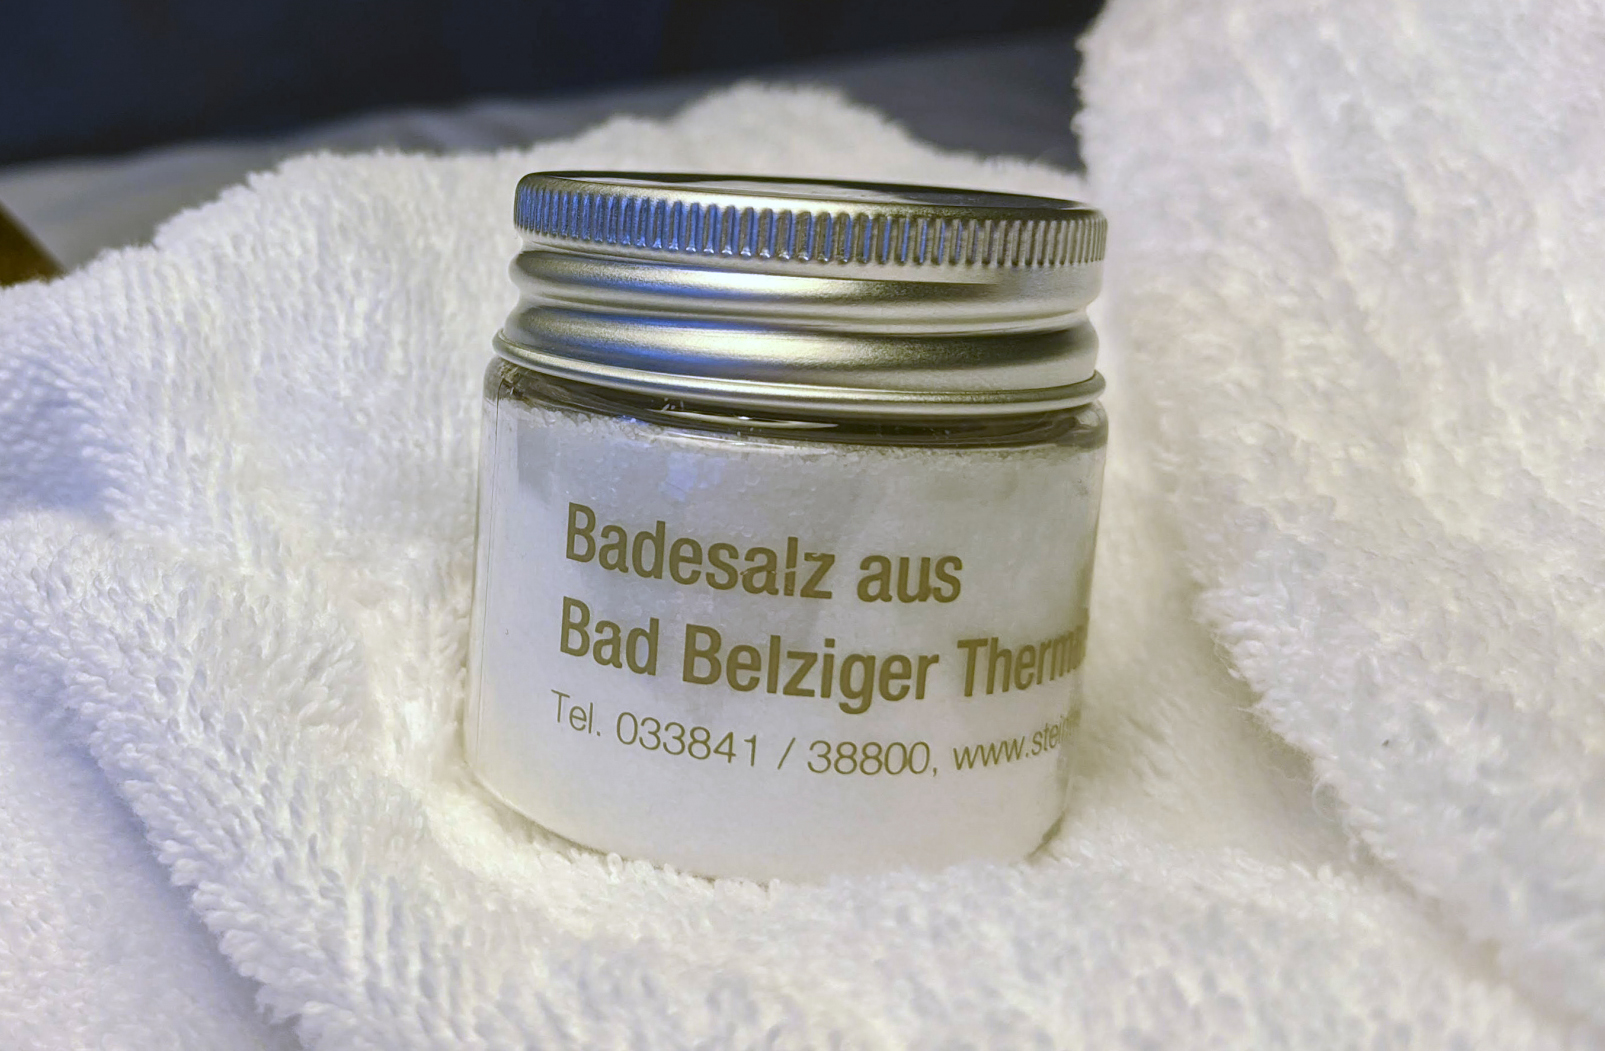 Badesalz aus
Bad Belziger
Tel. 033841 / 38800,